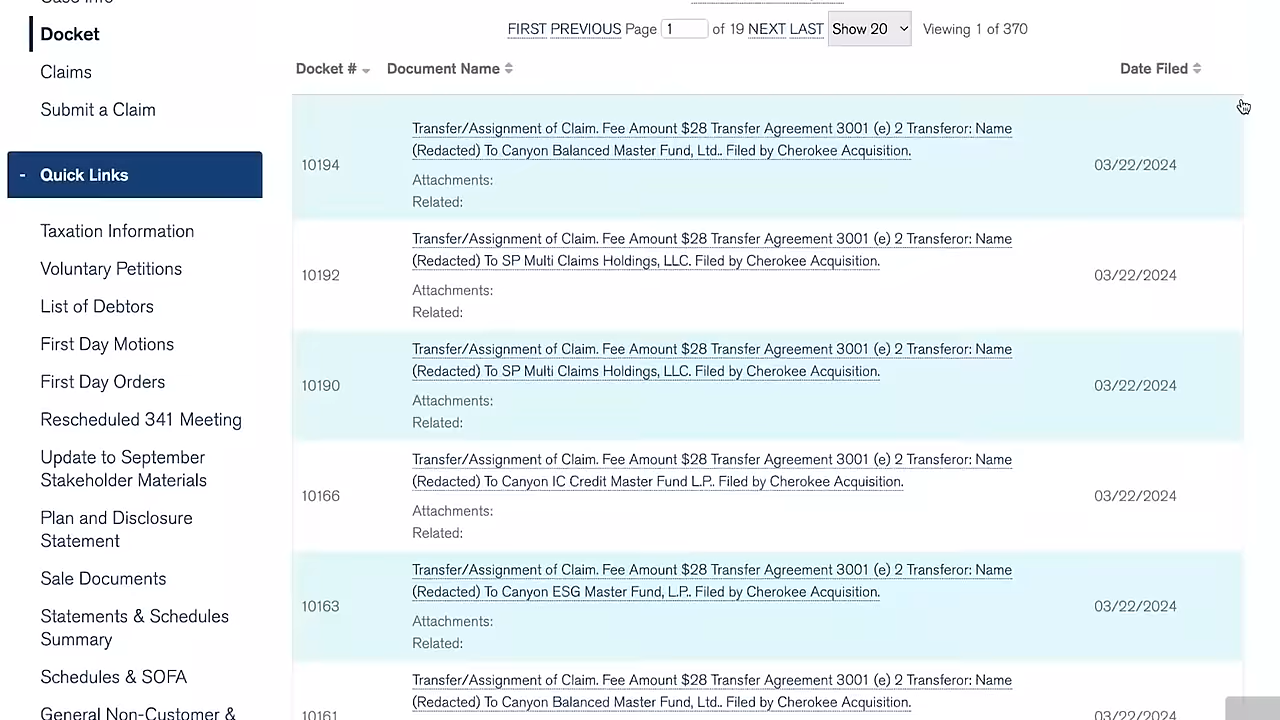 Docket
Claims
Submit a Claim
- Quick Links
Taxation Information
Voluntary Petitions
List of Debtors
First Day Motions
First Day Orders
Rescheduled 341 Meeting
Update to September
Stakeholder Materials
Plan and Disclosure
Statement
Sale Documents
Statements & Schedules
Summary
Schedules & SOFA
General Non-Customer &
FIRST PREVIOUS Page 1 of 19 NEXT LAST Show 20 Viewing 1 of 370
Docket # Document Name Date Filed
Transfer/Assignment of Claim. Fee Amount $28 Transfer Agreement 3001 (e) 2 Transferor: Name
(Redacted) To Canyon Balanced Master Fund, Ltd.. Filed by Cherokee Acquisition.
10194 03/22/2024
Attachments:
Related:
Transfer/Assignment of Claim. Fee Amount $28 Transfer Agreement 3001 (e) 2 Transferor: Name
(Redacted) To SP Multi Claims Holdings, LLC. Filed by Cherokee Acquisition.
10192 03/22/2024
Attachments:
Related:
Transfer/Assignment of Claim. Fee Amount $28 Transfer Agreement 3001 (e) 2 Transferor: Name
(Redacted) To SP Multi Claims Holdings, LLC. Filed by Cherokee Acquisition.
10190 03/22/2024
Attachments:
Related:
Transfer/Assignment of Claim. Fee Amount $28 Transfer Agreement 3001 (e) 2 Transferor: Name
(Redacted) To Canyon IC Credit Master Fund L.P.. Filed by Cherokee Acquisition.
10166 03/22/2024
Attachments:
Related:
Transfer/Assignment of Claim. Fee Amount $28 Transfer Agreement 3001 (e) 2 Transferor: Name
(Redacted) To Canyon ESG Master Fund, L.P.. Filed by Cherokee Acquisition.
10163 03/22/2024
Attachments:
Related:
Transfer/Assignment of Claim. Fee Amount $28 Transfer Agreement 3001 (e) 2 Transferor: Name
(Redacted) To Canyon Balanced Master Fund, Ltd.. Filed by Cherokee Acquisition.
10161 03/22/2024